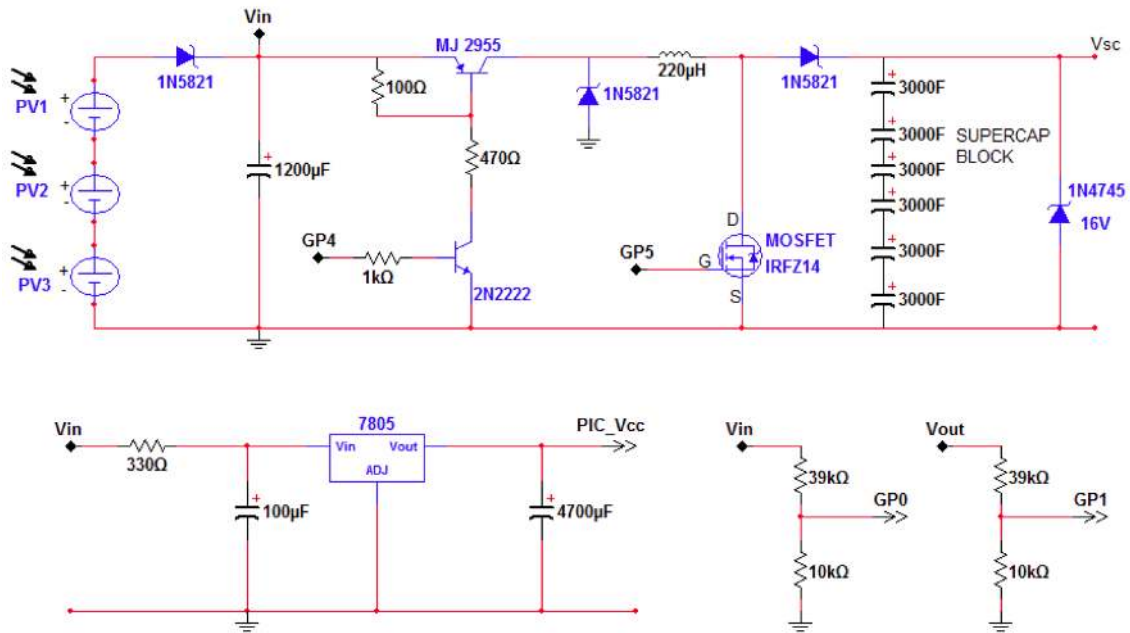 Vin
MJ 2955
Vsc
1N5821
100Ω
1N5821
220µH
1N5821
PV1
+
-
PV2
+
-
PV3
+
-
+
1200µF
470Ω
GP4
1kΩ
2N2222
GP5
D
G
S
MOSFET
IRFZ14
+
3000F
+
3000F
+
3000F
+
3000F
+
3000F
+
3000F
SUPERCAP
BLOCK
1N4745
16V
Vin
330Ω
+
100µF
7805
Vin
Vout
ADJ
PIC_Vcc
+
4700µF
Vin
39kΩ
GP0
10kΩ
Vout
39kΩ
GP1
10kΩ